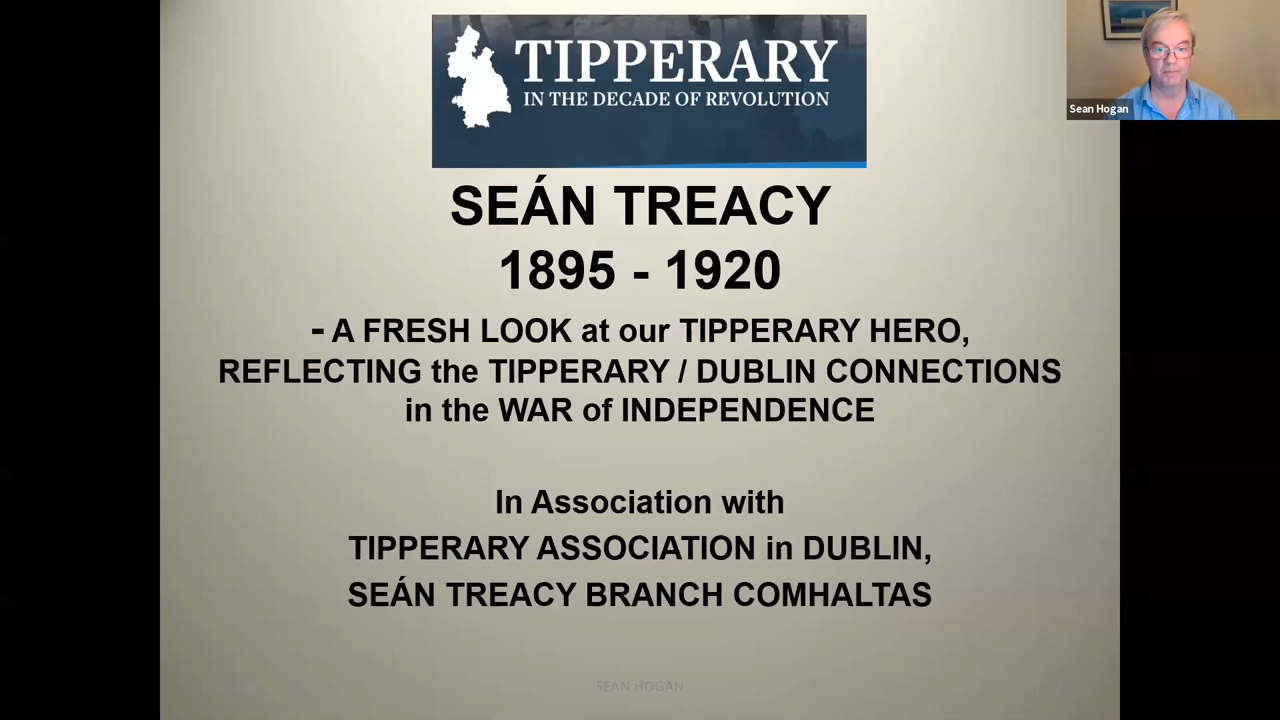 TIPPERARY
IN THE DECADE OF REVOLUTION
Sean Hogan
SEÁN TREACY
1895 - 1920
- A FRESH LOOK at our TIPPERARY HERO,
REFLECTING the TIPPERARY / DUBLIN CONNECTIONS
in the WAR of INDEPENDENCE
In Association with
TIPPERARY ASSOCIATION in DUBLIN,
SEÁN TREACY BRANCH COMHALTAS
SEAN HOGAN